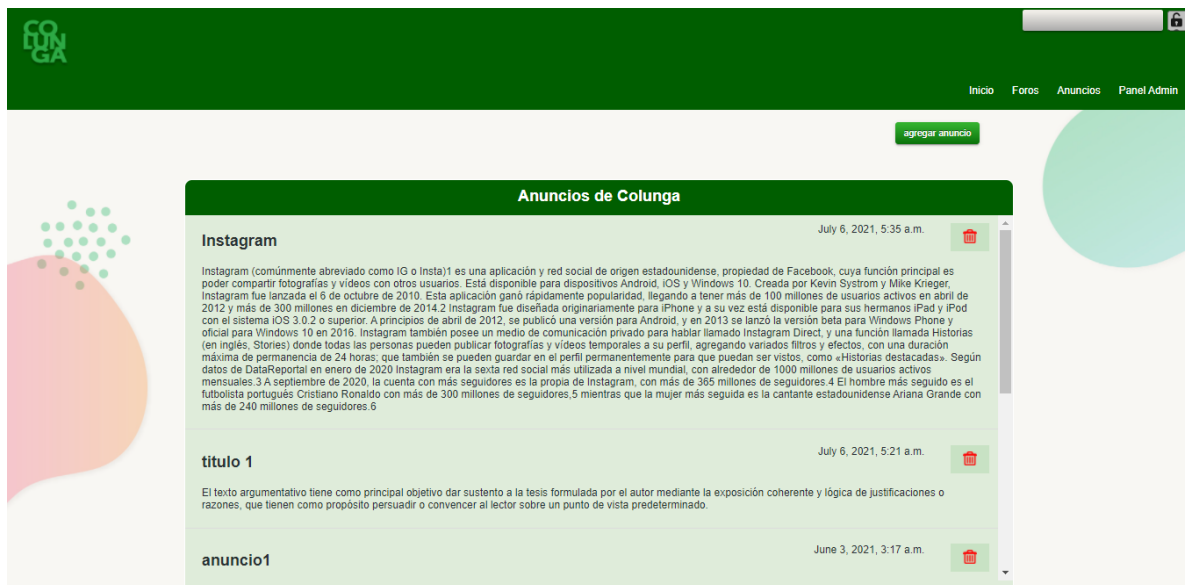 CO
LUN
GA
Inicio Foros Anuncios Panel Admin
agregar anuncio
Anuncios de Colunga
Instagram
July 6, 2021, 5:35 a.m.
Instagram (comúnmente abreviado como IG o Insta)1 es una aplicación y red social de origen estadounidense, propiedad de Facebook, cuya función principal es
poder compartir fotografías y vídeos con otros usuarios. Está disponible para dispositivos Android, iOS y Windows 10. Creada por Kevin Systrom y Mike Krieger,
Instagram fue lanzada el 6 de octubre de 2010. Esta aplicación ganó rápidamente popularidad, llegando a tener más de 100 millones de usuarios activos en abril de
2012 y más de 300 millones en diciembre de 2014.2 Instagram fue diseñada originariamente para iPhone y a su vez está disponible para sus hermanos iPad y iPod
con el sistema iOS 3.0.2 o superior. A principios de abril de 2012, se publicó una versión para Android, y en 2013 se lanzó la versión beta para Windows Phone y
oficial para Windows 10 en 2016. Instagram también posee un medio de comunicación privado para hablar llamado Instagram Direct, y una función llamada Historias
(en inglés, Stories) donde todas las personas pueden publicar fotografías y vídeos temporales a su perfil, agregando variados filtros y efectos, con una duración
máxima de permanencia de 24 horas; que también se pueden guardar en el perfil permanentemente para que puedan ser vistos, como «Historias destacadas». Según
datos de DataReportal en enero de 2020 Instagram era la sexta red social más utilizada a nivel mundial, con alrededor de 1000 millones de usuarios activos
mensuales.3 A septiembre de 2020, la cuenta con más seguidores es la propia de Instagram, con más de 365 millones de seguidores.4 El hombre más seguido es el
futbolista portugués Cristiano Ronaldo con más de 300 millones de seguidores,5 mientras que la mujer más seguida es la cantante estadounidense Ariana Grande con
más de 240 millones de seguidores.6
titulo 1
July 6, 2021, 5:21 a.m.
El texto argumentativo tiene como principal objetivo dar sustento a la tesis formulada por el autor mediante la exposición coherente y lógica de justificaciones o
razones, que tienen como propósito persuadir o convencer al lector sobre un punto de vista predeterminado.
anuncio1
June 3, 2021, 3:17 a.m.